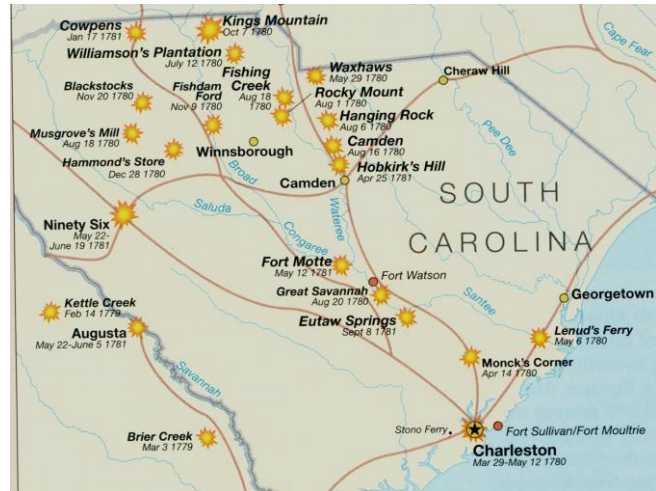 Cowpens
Jan 17 1781
Kings Mountain
Oct 7 1780
Williamson's Plantation
July 12 1780
Cape Fear
Fishing
Creek
Aug 18
1780
Waxhaws
May 29 1780
Cheraw Hill
Blackstocks
Nov 20 1780
Fishdam
Ford
Nov 9 1780
Rocky Mount
Aug 1 1780
Hanging Rock
Aug 6 1780
Pee Dee
Musgrove's Mill
Aug 18 1780
Winnsborough
Camden
Aug 16 1780
Hammond's Store
Dec 28 1780
Broad
Hobkirk's Hill
Apr 25 1781
Camden
SOUTH
CAROLINA
Saluda
Wateree
Ninety Six
May 22-
June 19 1781
Congaree
Fort Motte
May 12 1781
Fort Watson
Great Savannah
Aug 20 1780
Santee
Georgetown
Kettle Creek
Feb 14 1779
Augusta
May 22-June 5 1781
Eutaw Springs
Sept 8 1781
Lenud's Ferry
May 6 1780
Savannah
Monck's Corner
Apr 14 1780
Brier Creek
Mar 3 1779
Stono Ferry
Fort Sullivan/Fort Moultrie
Charleston
Mar 29-May 12 1780